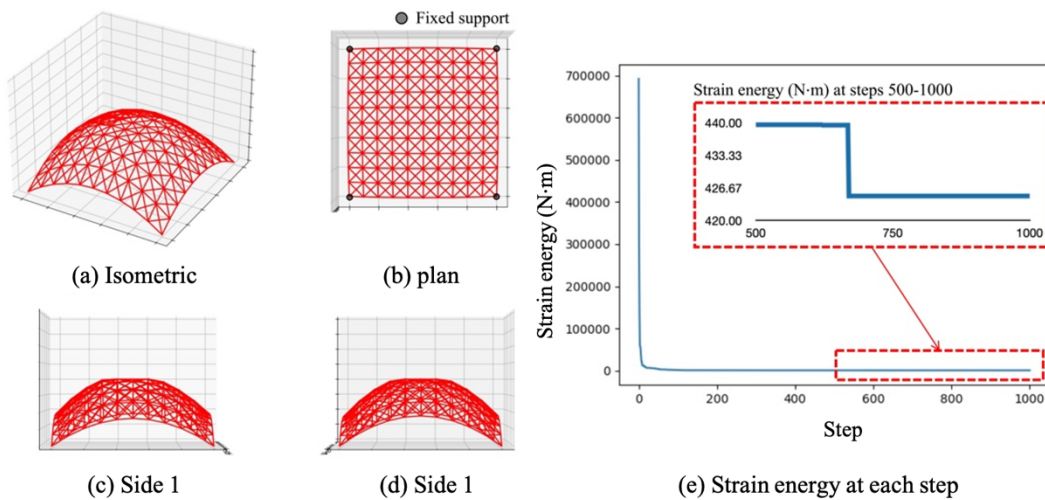 Fixed support
(a) Isometric
(b) plan
(c) Side 1
(d) Side 1
Strain energy (N·m)
700000
600000
500000
400000
300000
200000
100000
0
Strain energy (N·m) at steps 500-1000
440.00
433.33
426.67
420.00
500
750
1000
0
200
400
600
800
1000
Step
(e) Strain energy at each step